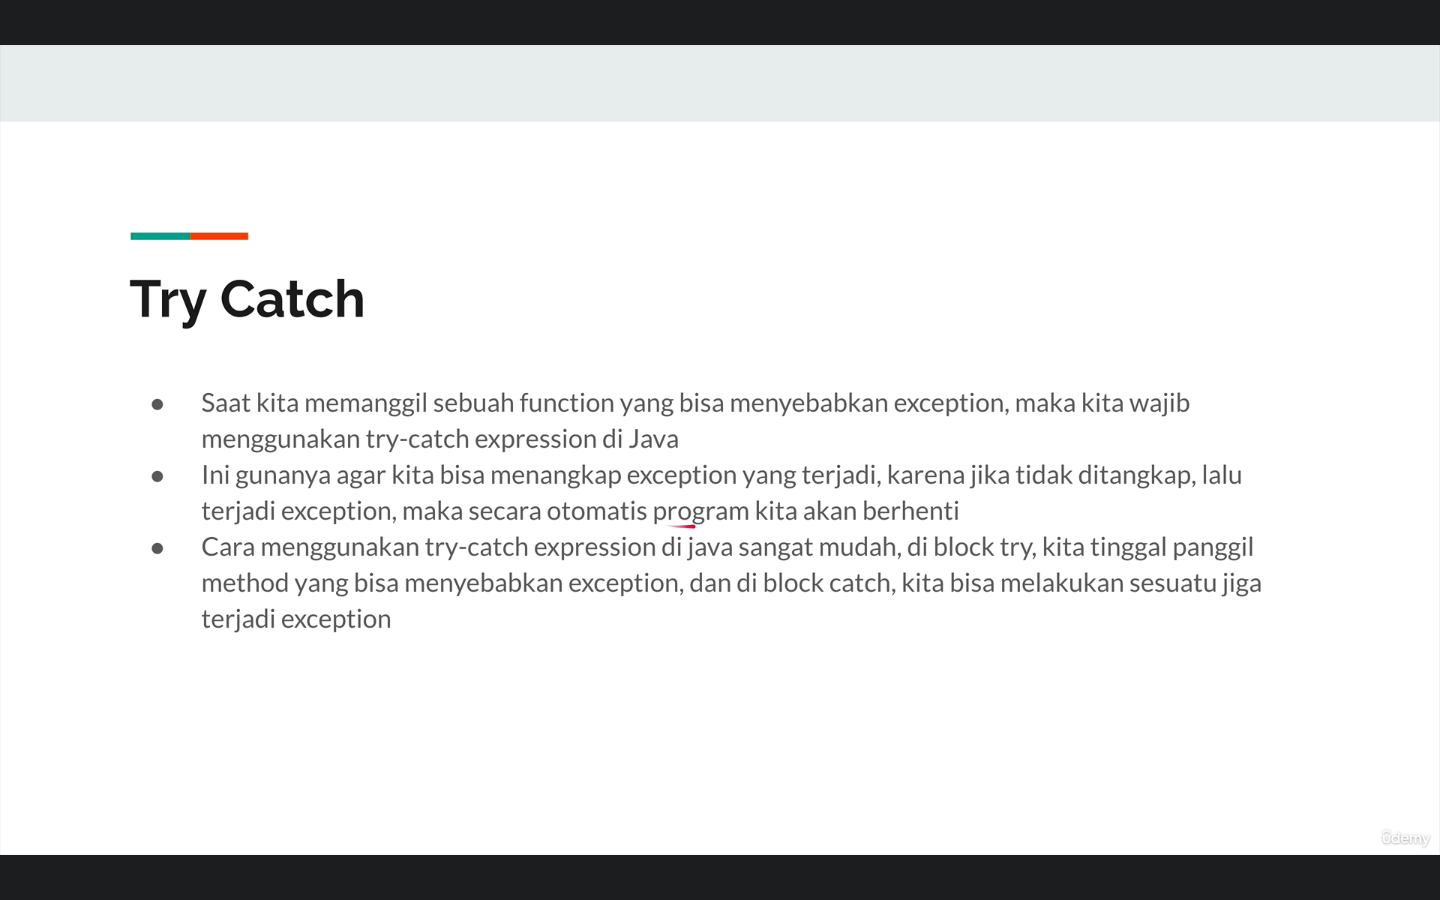 Try Catch
● Saat kita memanggil sebuah function yang bisa menyebabkan exception, maka kita wajib
menggunakan try-catch expression di Java
● Ini gunanya agar kita bisa menangkap exception yang terjadi, karena jika tidak ditangkap, lalu
terjadi exception, maka secara otomatis program kita akan berhenti
● Cara menggunakan try-catch expression di java sangat mudah, di block try, kita tinggal panggil
method yang bisa menyebabkan exception, dan di block catch, kita bisa melakukan sesuatu jiga
terjadi exception
ûdemy